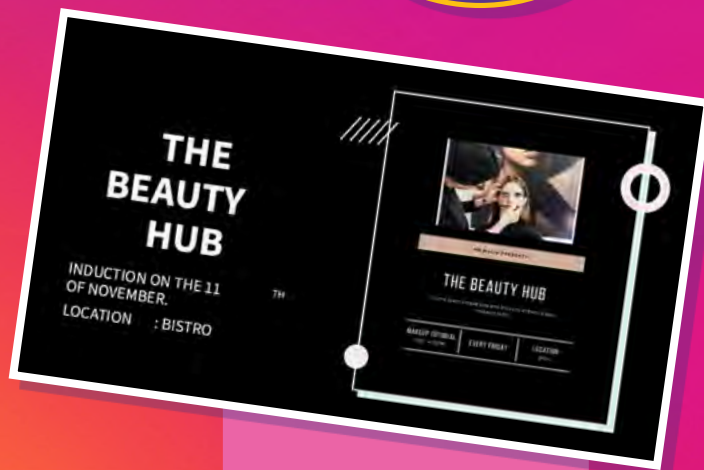 THE
BEAUTY
HUB
INDUCTION ON THE 11 TH
OF NOVEMBER.
LOCATION : BISTRO
THE BEAUTY HUB
MAKEUP TUTORIAL
EVERY FRIDAY
LOCATION